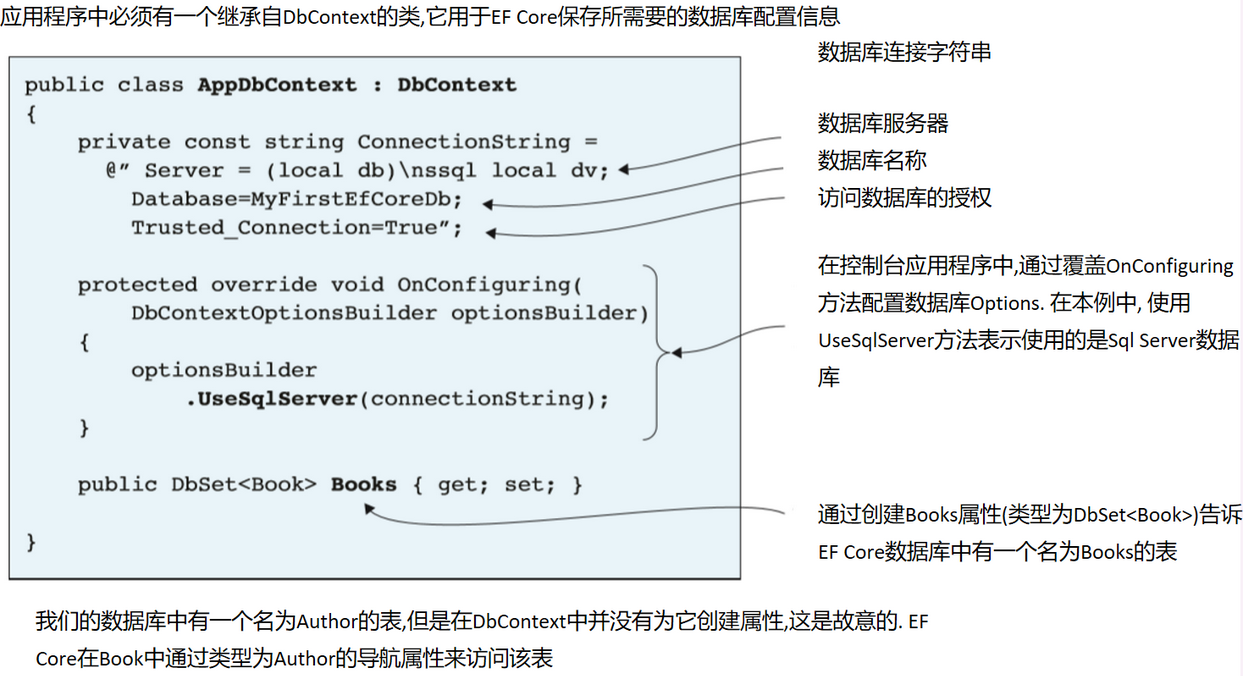 应用程序中必须有一个继承自DbContext的类,它用于EF Core保存所需要的数据库配置信息
public class AppDbContext : DbContext
{
private const string ConnectionString =
@" Server = (local db)\nssql local dv;
Database=MyFirstEfCoreDb;
Trusted_Connection=True";
protected override void OnConfiguring(
DbContextOptionsBuilder optionsBuilder)
{
optionsBuilder
.UseSqlServer(connectionString);
}
public DbSet<Book> Books { get; set; }
}
数据库连接字符串
数据库服务器
数据库名称
访问数据库的授权
在控制台应用程序中,通过覆盖OnConfiguring
方法配置数据库Options. 在本例中, 使用
UseSqlServer方法表示使用的是Sql Server数据
库
通过创建Books属性(类型为DbSet<Book>)告诉
EF Core数据库中有一个名为Books的表
我们的数据库中有一个名为Author的表,但是在DbContext中并没有为它创建属性,这是故意的. EF
Core在Book中通过类型为Author的导航属性来访问该表